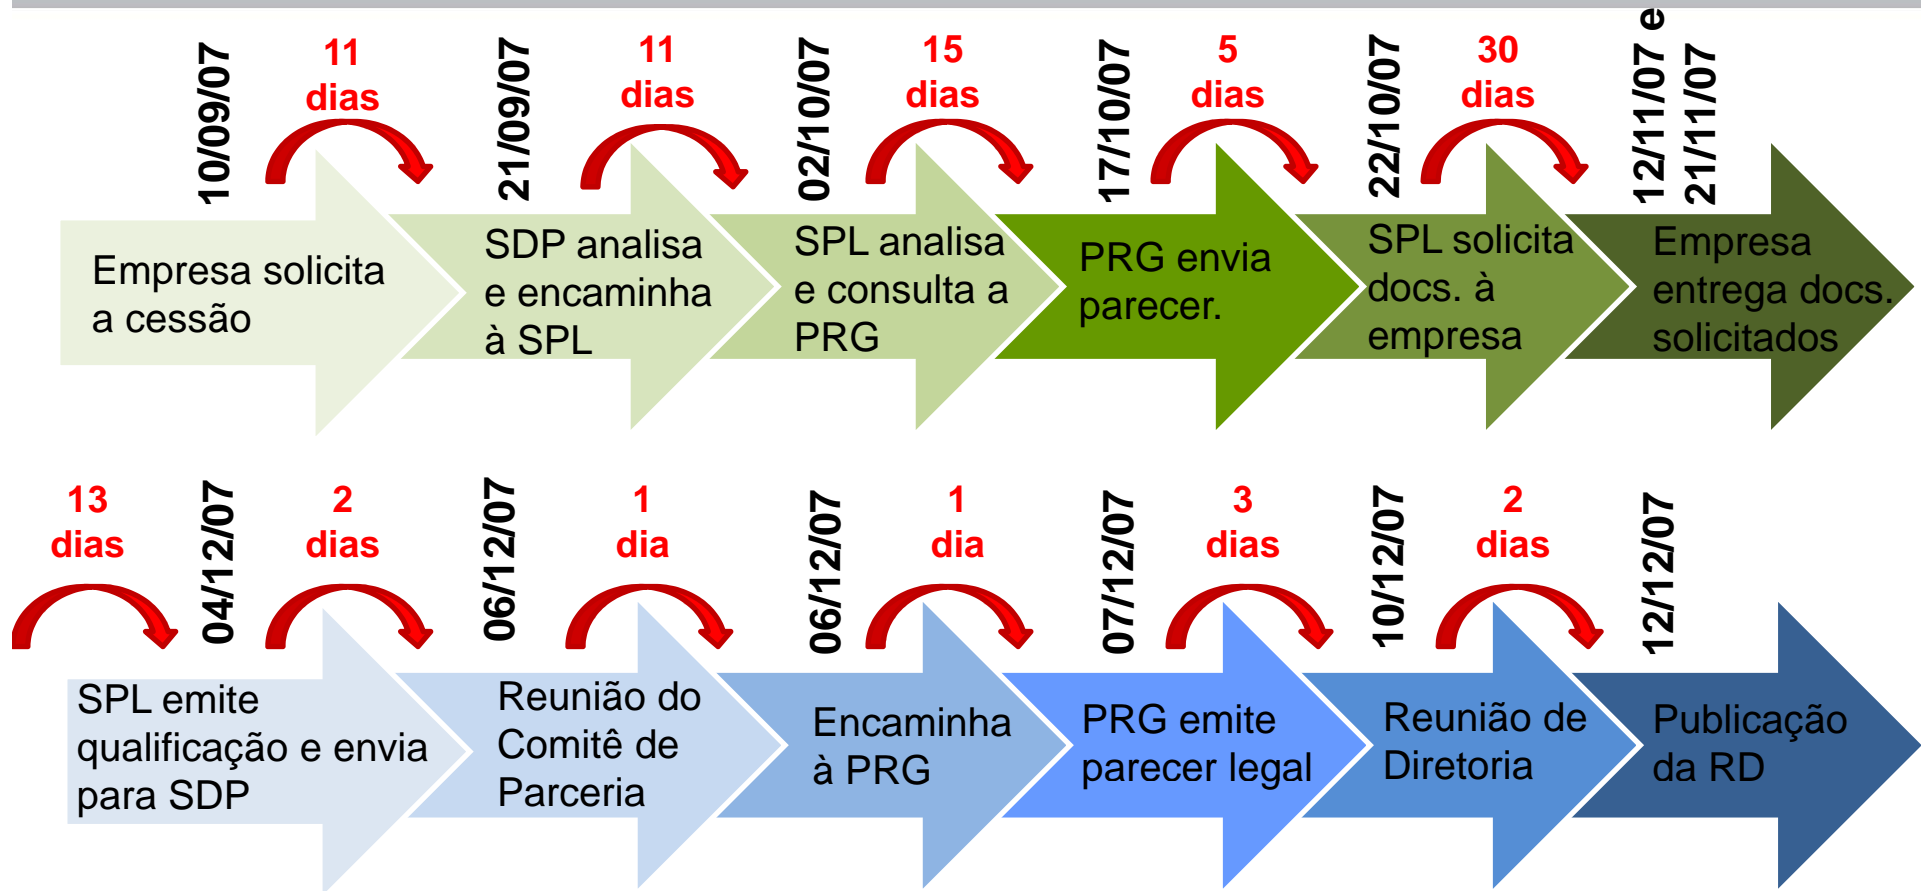 10/09/07
11
dias
21/09/07
11
dias
02/10/07
15
dias
17/10/07
5
dias
22/10/07
30
dias
12/11/07 e
21/11/07
Empresa solicita
a cessão
SDP analisa
e encaminha
à SPL
SPL analisa
e consulta a
PRG
PRG envia
parecer.
SPL solicita
docs. à
empresa
Empresa
entrega docs.
solicitados
13
dias
04/12/07
2
dias
06/12/07
1
dia
06/12/07
1
dia
07/12/07
3
dias
10/12/07
2
dias
12/12/07
SPL emite
qualificação e envia
para SDP
Reunião do
Comitê de
Parceria
Encaminha
à PRG
PRG emite
parecer legal
Reunião de
Diretoria
Publicação
da RD